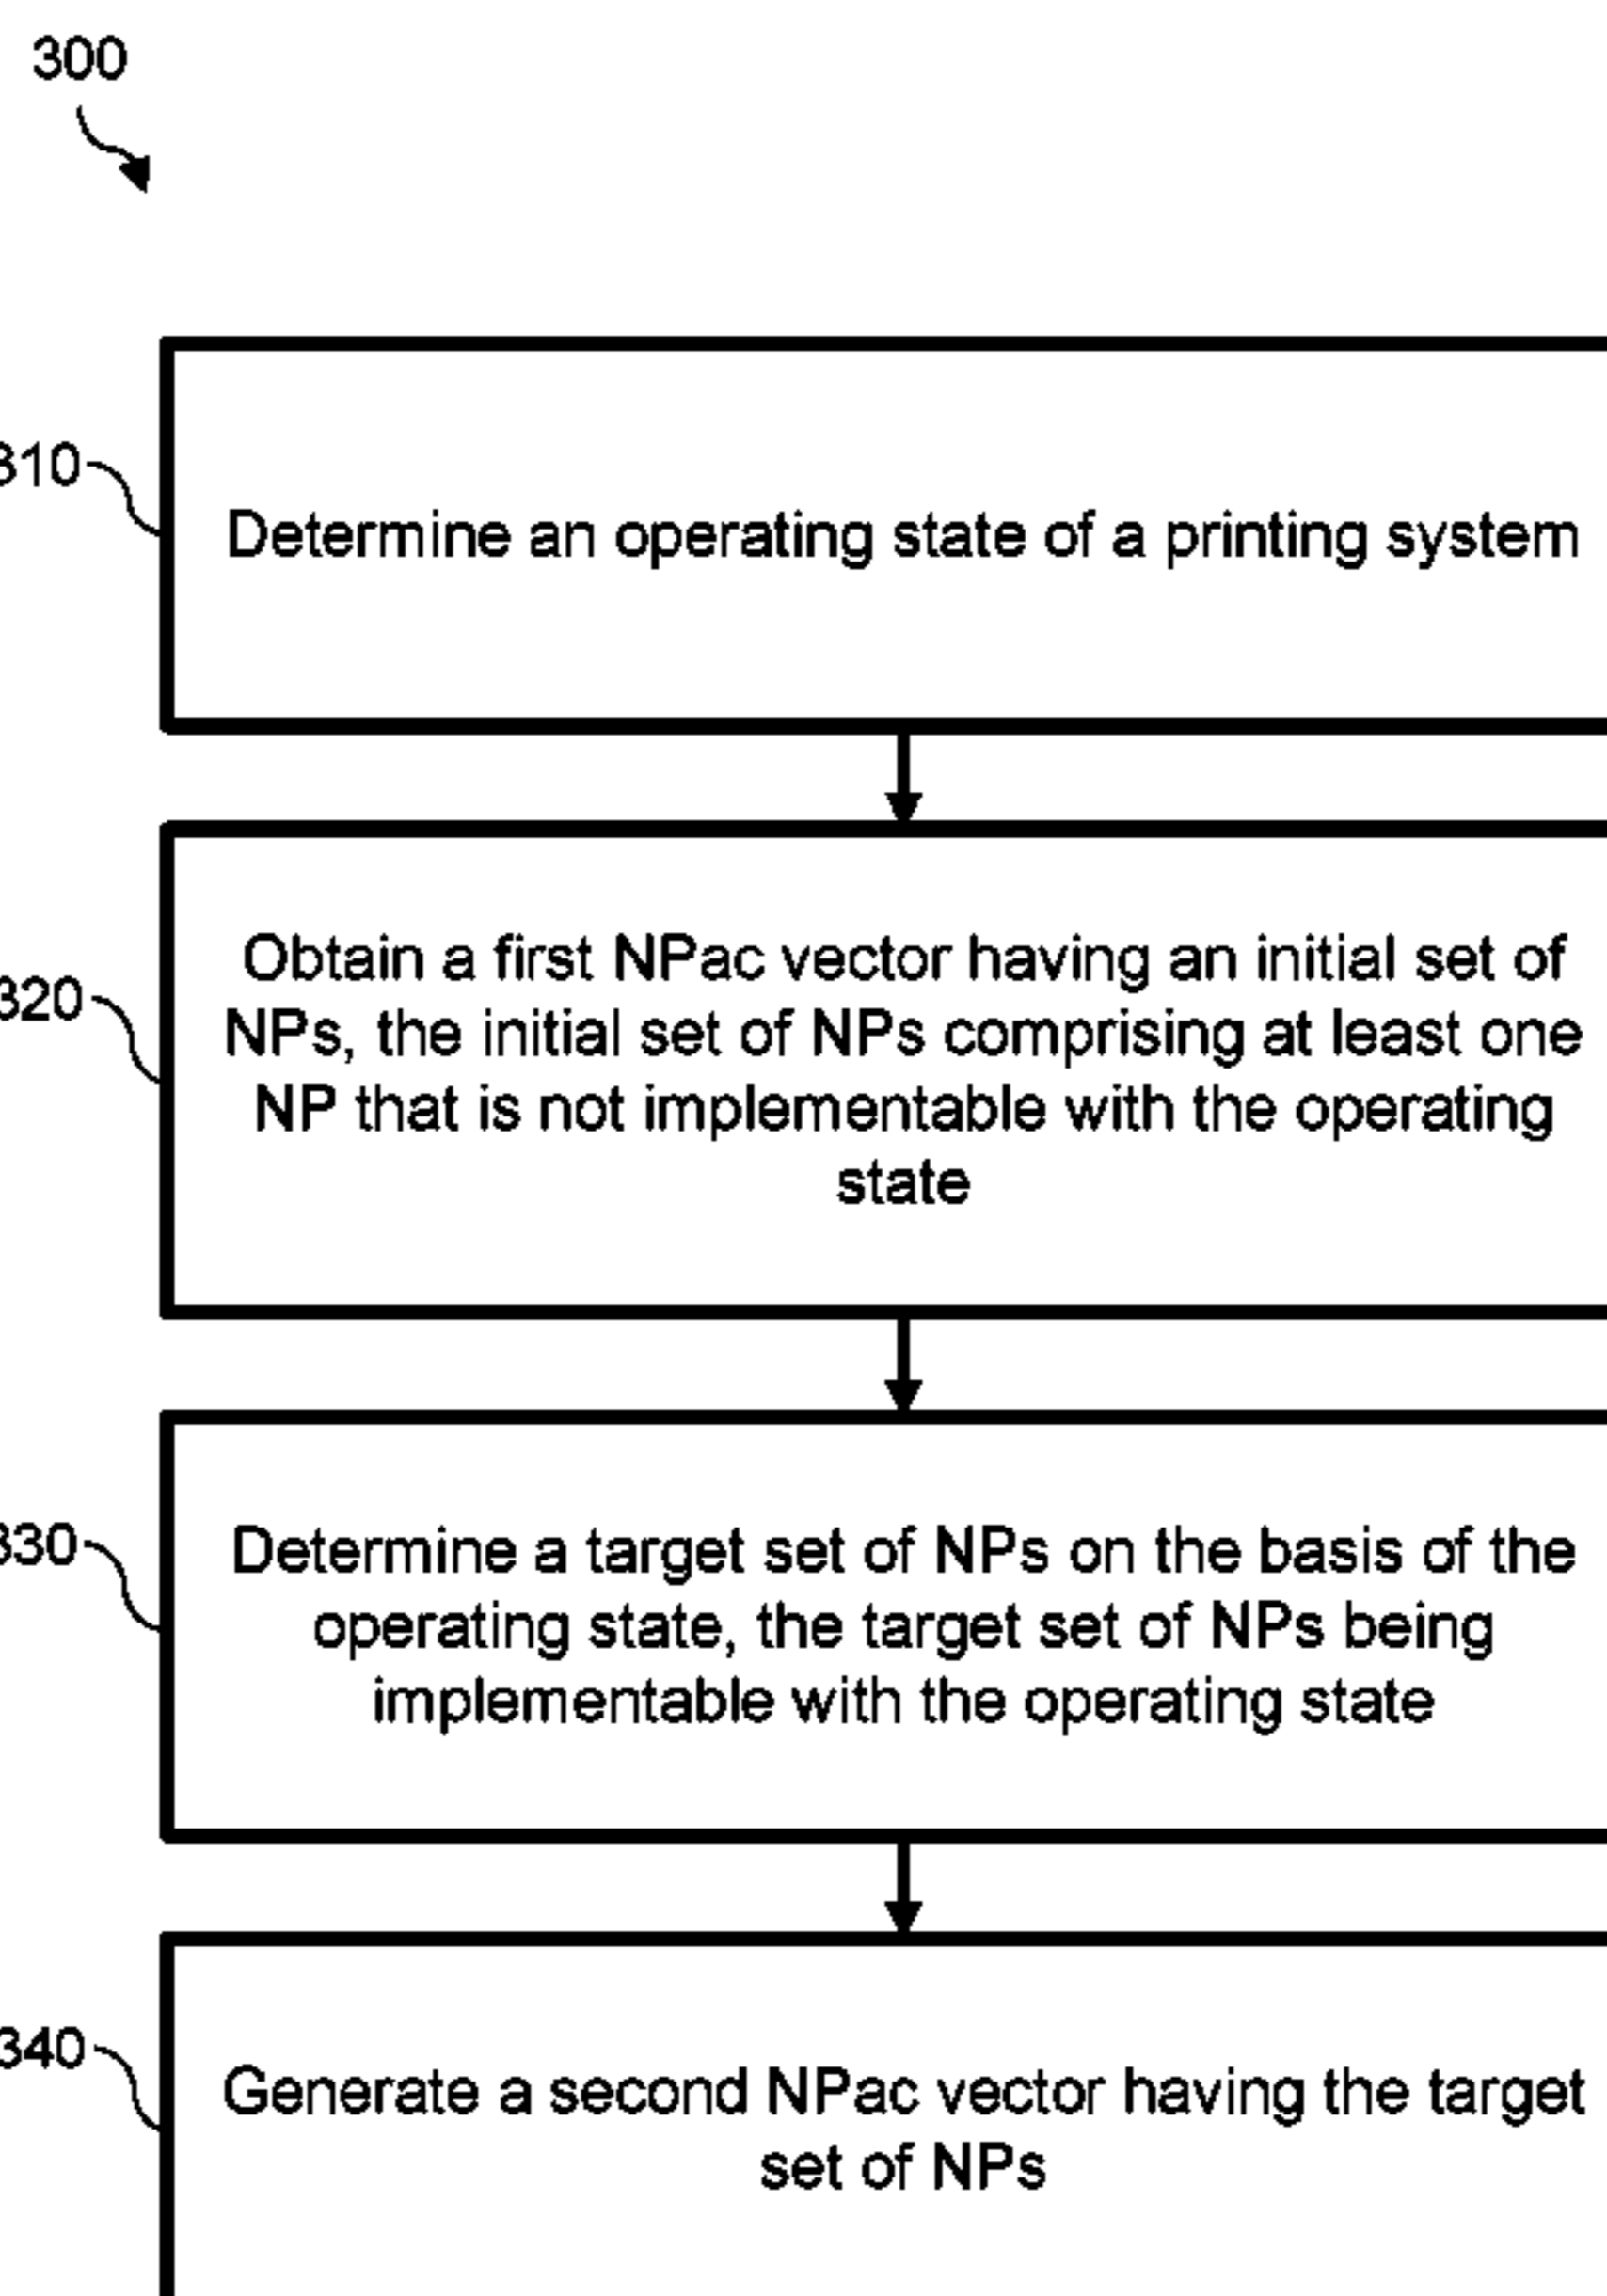 300
310
Determine an operating state of a printing system
320
Obtain a first NPac vector having an initial set of
NPs, the initial set of NPs comprising at least one
NP that is not implementable with the operating
state
330
Determine a target set of NPs on the basis of the
operating state, the target set of NPs being
implementable with the operating state
340
Generate a second NPac vector having the target
set of NPs